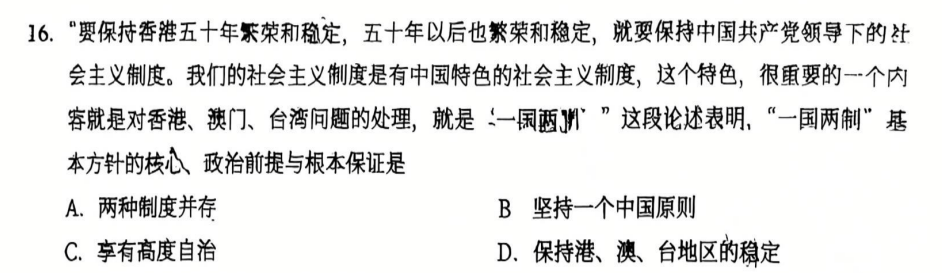 16. “要保持香港五十年繁荣和稳定，五十年以后也繁荣和稳定，就要保持中国共产党领导下的社
会主义制度。我们的社会主义制度是有中国特色的社会主义制度，这个特色，很重要的一个内
容就是对香港、澳门、台湾问题的处理，就是‘一国两制’”这段论述表明，“一国两制”基
本方针的核心、政治前提与根本保证是
A. 两种制度并存 B 坚持一个中国原则
C. 享有高度自治 D. 保持港、澳、台地区的稳定